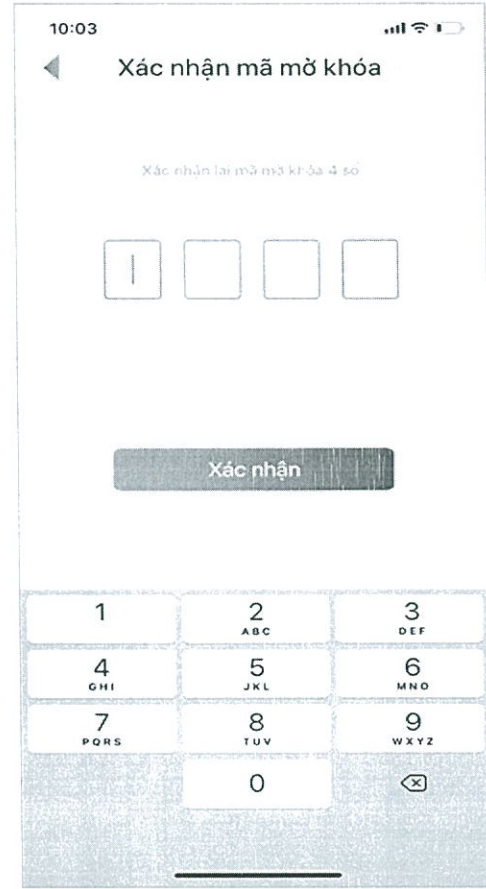 10:03
Xác nhận mã mở khóa
Xác nhận lại mã mở khóa 4 số
Xác nhận
1
2
ABC
3
DEF
4
GHI
5
JKL
6
MNO
7
PQRS
8
TUV
9
WXYZ
0